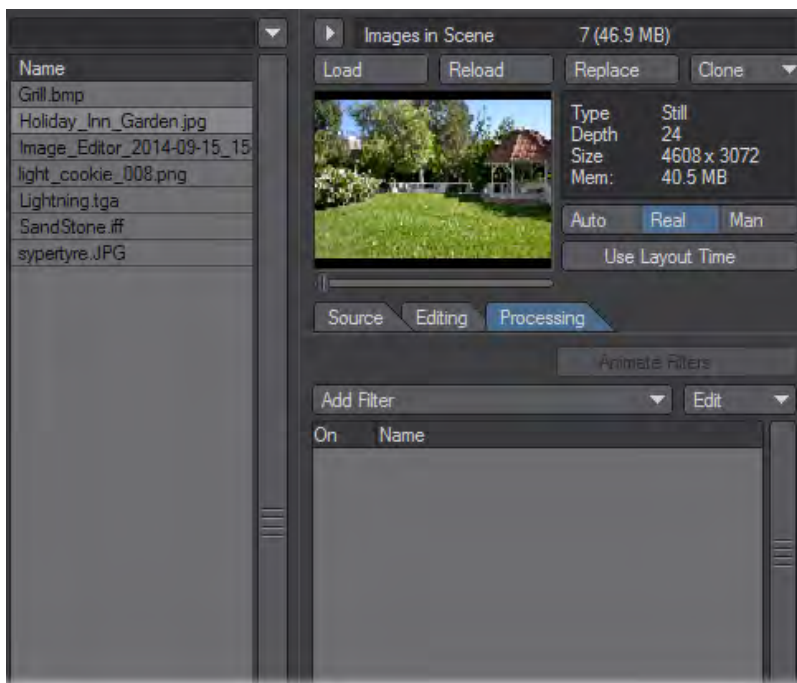 Images in Scene 7 (46.9 MB)
Name
Grill.bmp
Holiday_Inn_Garden.jpg
Image_Editor_2014-09-15_15
light_cookie_008.png
Lightning.tga
SandStone.iff
sypertyre.JPG
Load Reload Replace Clone
Type Still
Depth 24
Size 4608 x 3072
Mem: 40.5 MB
Auto Real Man
Use Layout Time
Source Editing Processing
Animate Filters
Add Filter Edit
On Name